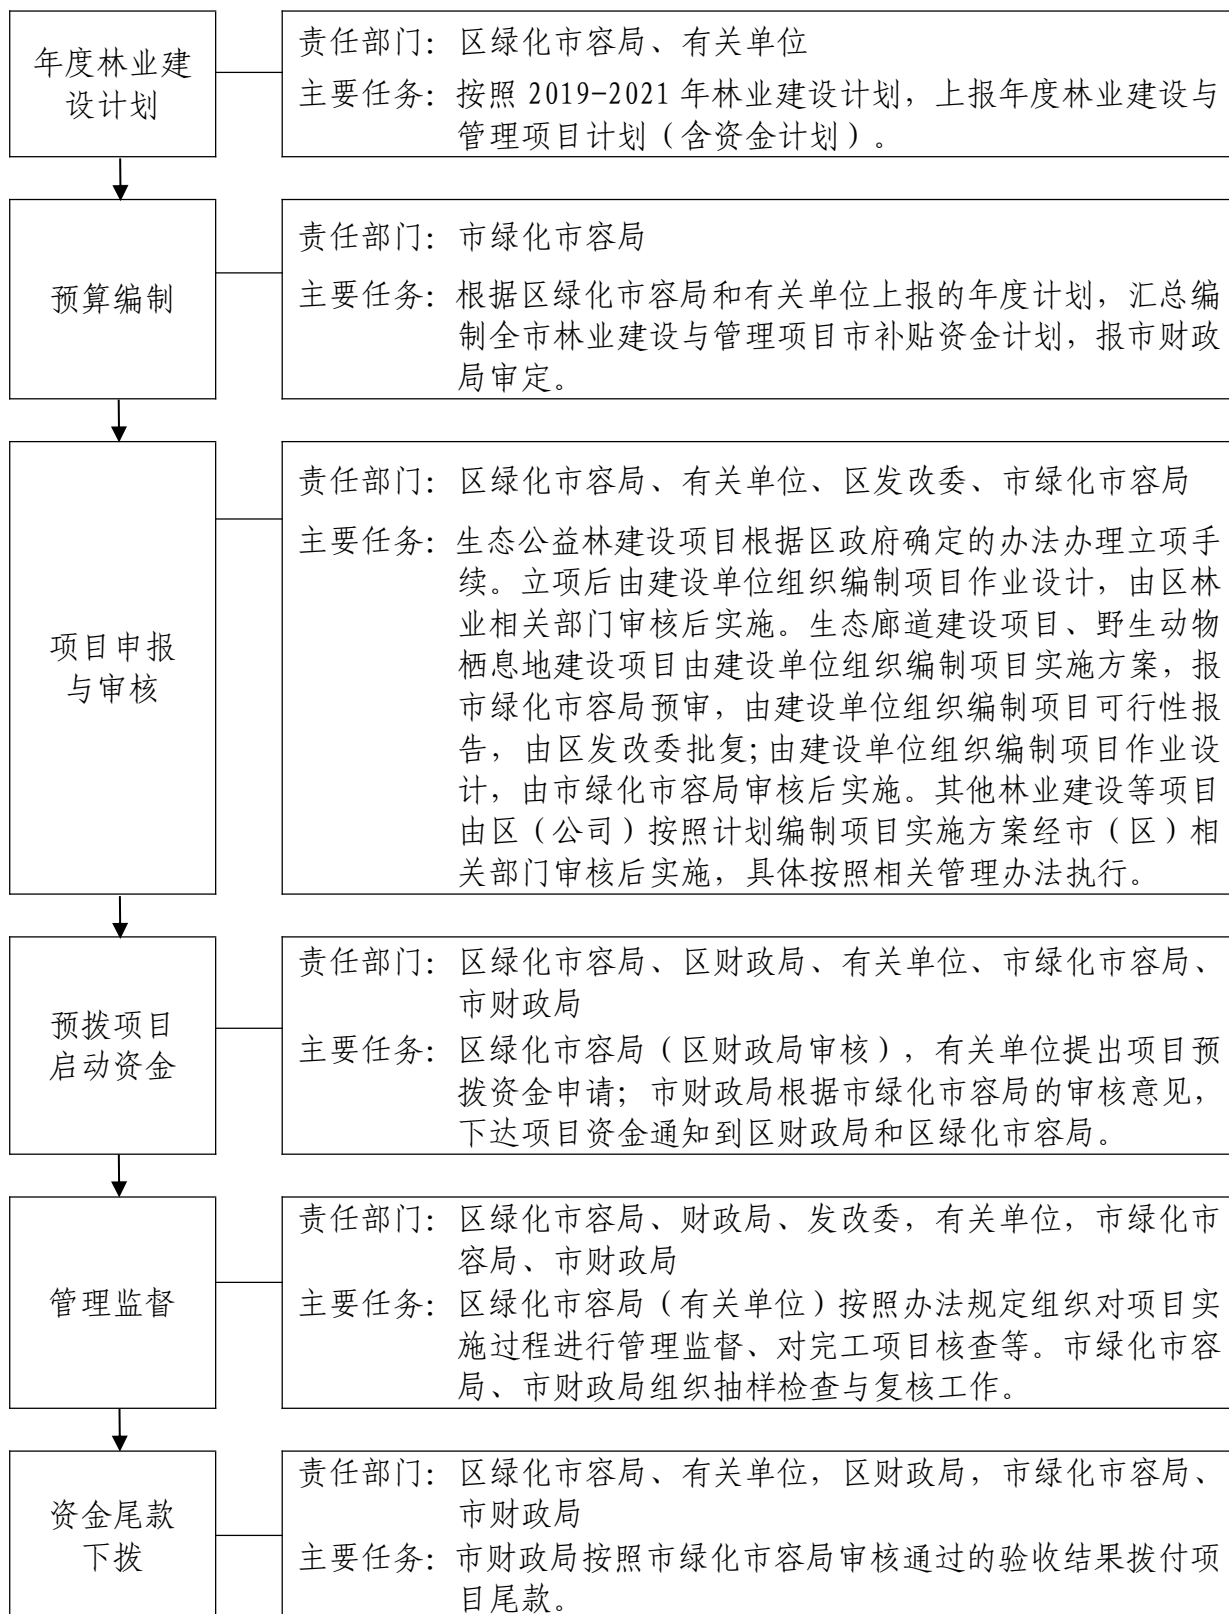 年度林业建
设计划
责任部门：区绿化市容局、有关单位
主要任务：按照 2019-2021 年林业建设计划，上报年度林业建设与
管理项目计划（含资金计划）。
预算编制
责任部门：市绿化市容局
主要任务：根据区绿化市容局和有关单位上报的年度计划，汇总编
制全市林业建设与管理项目市补贴资金计划，报市财政
局审定。
项目申报
与审核
责任部门：区绿化市容局、有关单位、区发改委、市绿化市容局
主要任务：生态公益林建设项目根据区政府确定的办法办理立项手
续。立项后由建设单位组织编制项目作业设计，由区林
业相关部门审核后实施。生态廊道建设项目、野生动物
栖息地建设项目由建设单位组织编制项目实施方案，报
市绿化市容局预审，由建设单位组织编制项目可行性报
告，由区发改委批复；由建设单位组织编制项目作业设
计，由市绿化市容局审核后实施。其他林业建设等项目
由区（公司）按照计划编制项目实施方案经市（区）相
关部门审核后实施，具体按照相关管理办法执行。
预拨项目
启动资金
责任部门：区绿化市容局、区财政局、有关单位、市绿化市容局、
市财政局
主要任务：区绿化市容局（区财政局审核），有关单位提出项目预
拨资金申请；市财政局根据市绿化市容局的审核意见，
下达项目资金通知到区财政局和区绿化市容局。
管理监督
责任部门：区绿化市容局、财政局、发改委，有关单位，市绿化市
容局、市财政局
主要任务：区绿化市容局（有关单位）按照办法规定组织对项目实
施过程进行管理监督、对完工项目核查等。市绿化市容
局、市财政局组织抽样检查与复核工作。
资金尾款
下拨
责任部门：区绿化市容局、有关单位，区财政局，市绿化市容局、
市财政局
主要任务：市财政局按照市绿化市容局审核通过的验收结果拨付项
目尾款。